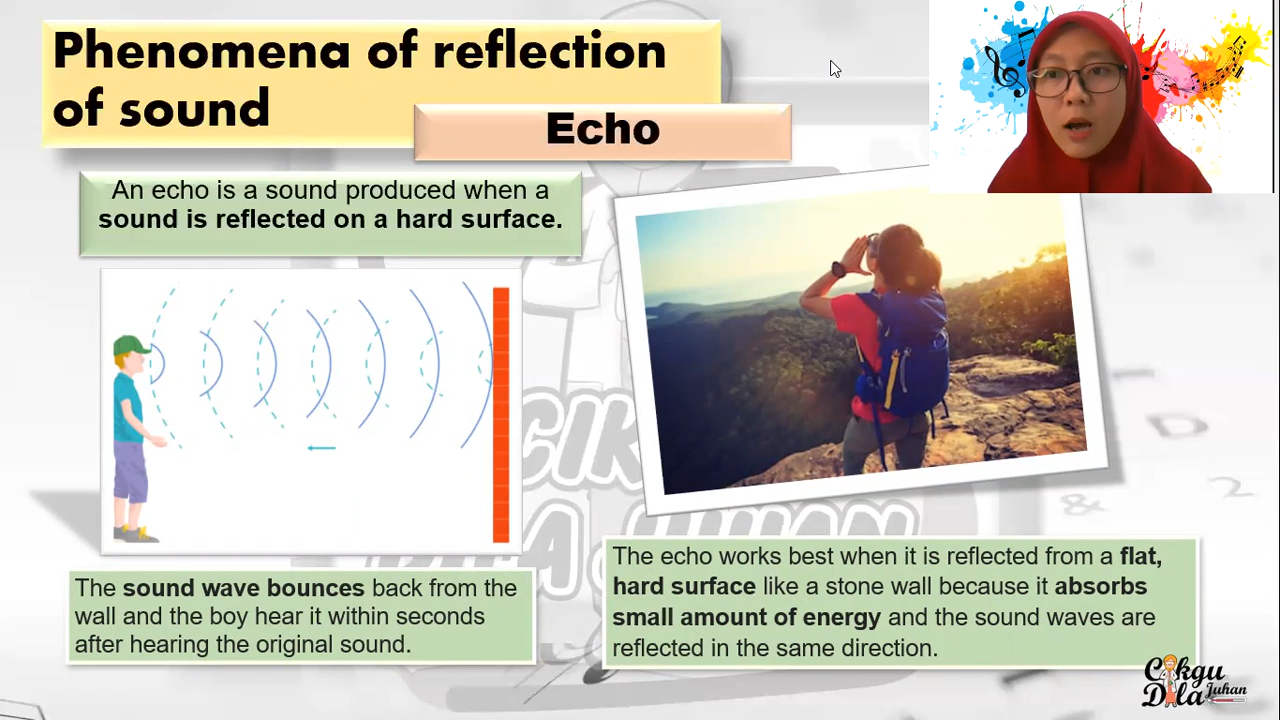 Phenomena of reflection
of sound
Echo
An echo is a sound produced when a
sound is reflected on a hard surface.
The sound wave bounces back from the
wall and the boy hear it within seconds
after hearing the original sound.
The echo works best when it is reflected from a flat,
hard surface like a stone wall because it absorbs
small amount of energy and the sound waves are
reflected in the same direction.
Cikgu
Dila Juhan